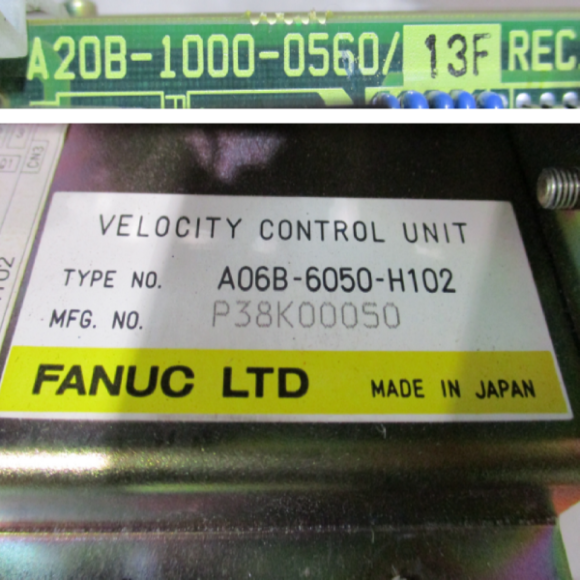 A20B-1000-0560/ 13F REC.
CN3
VELOCITY CONTROL UNIT
TYPE NO. A06B-6050-H102
MFG. NO. P38K00050
FANUC LTD MADE IN JAPAN